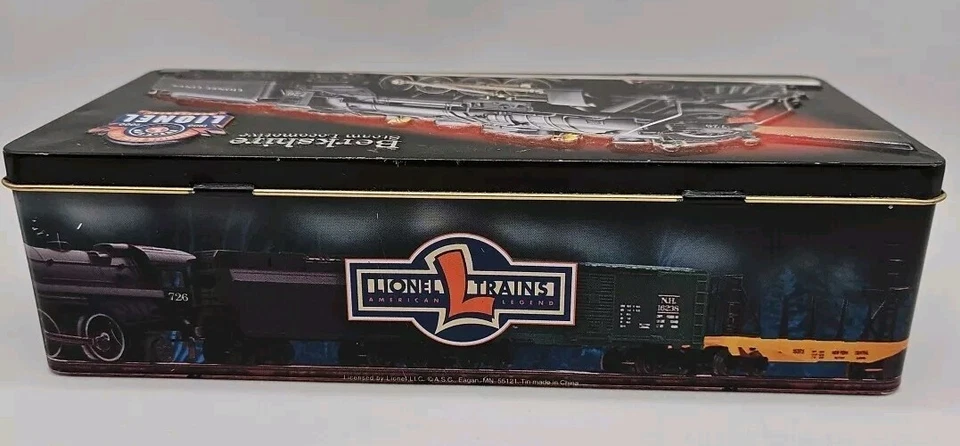 LIONEL
Berkshire
Steam Locomotive
726
LIONEL L TRAINS
AMERICAN LEGEND
N.H.
16238
Licensed by Lionel LLC. © A.S.G., Eagan, MN. 55121. Tin made in China